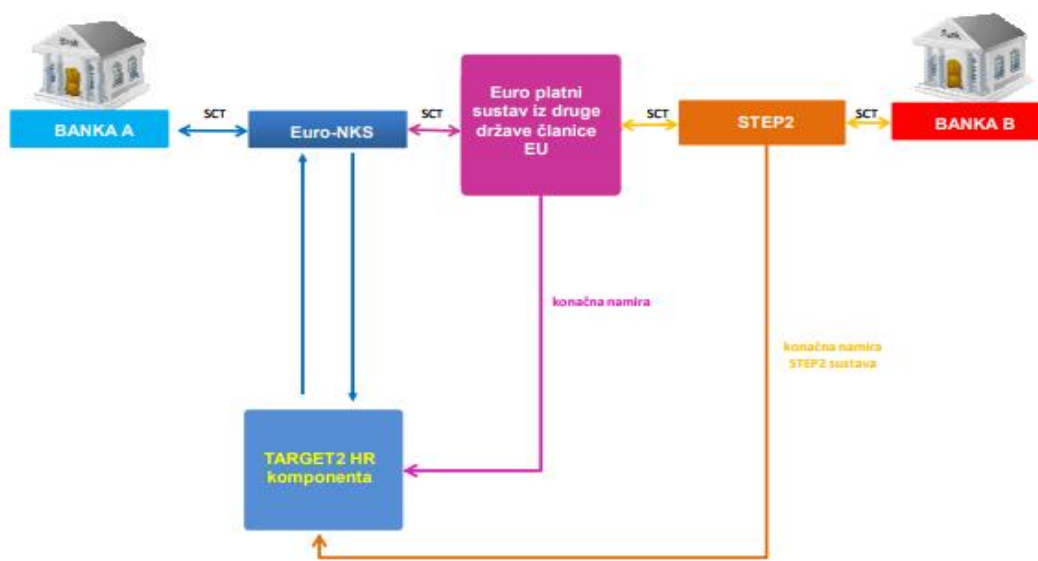 SCT
SCT
SCT
SCT
BANKA A
Euro-NKS
Euro platni
sustav iz druge
države članice
EU
STEP2
BANKA B
konačna namira
konačna namira
STEP2 sustava
TARGET2 HR
komponenta